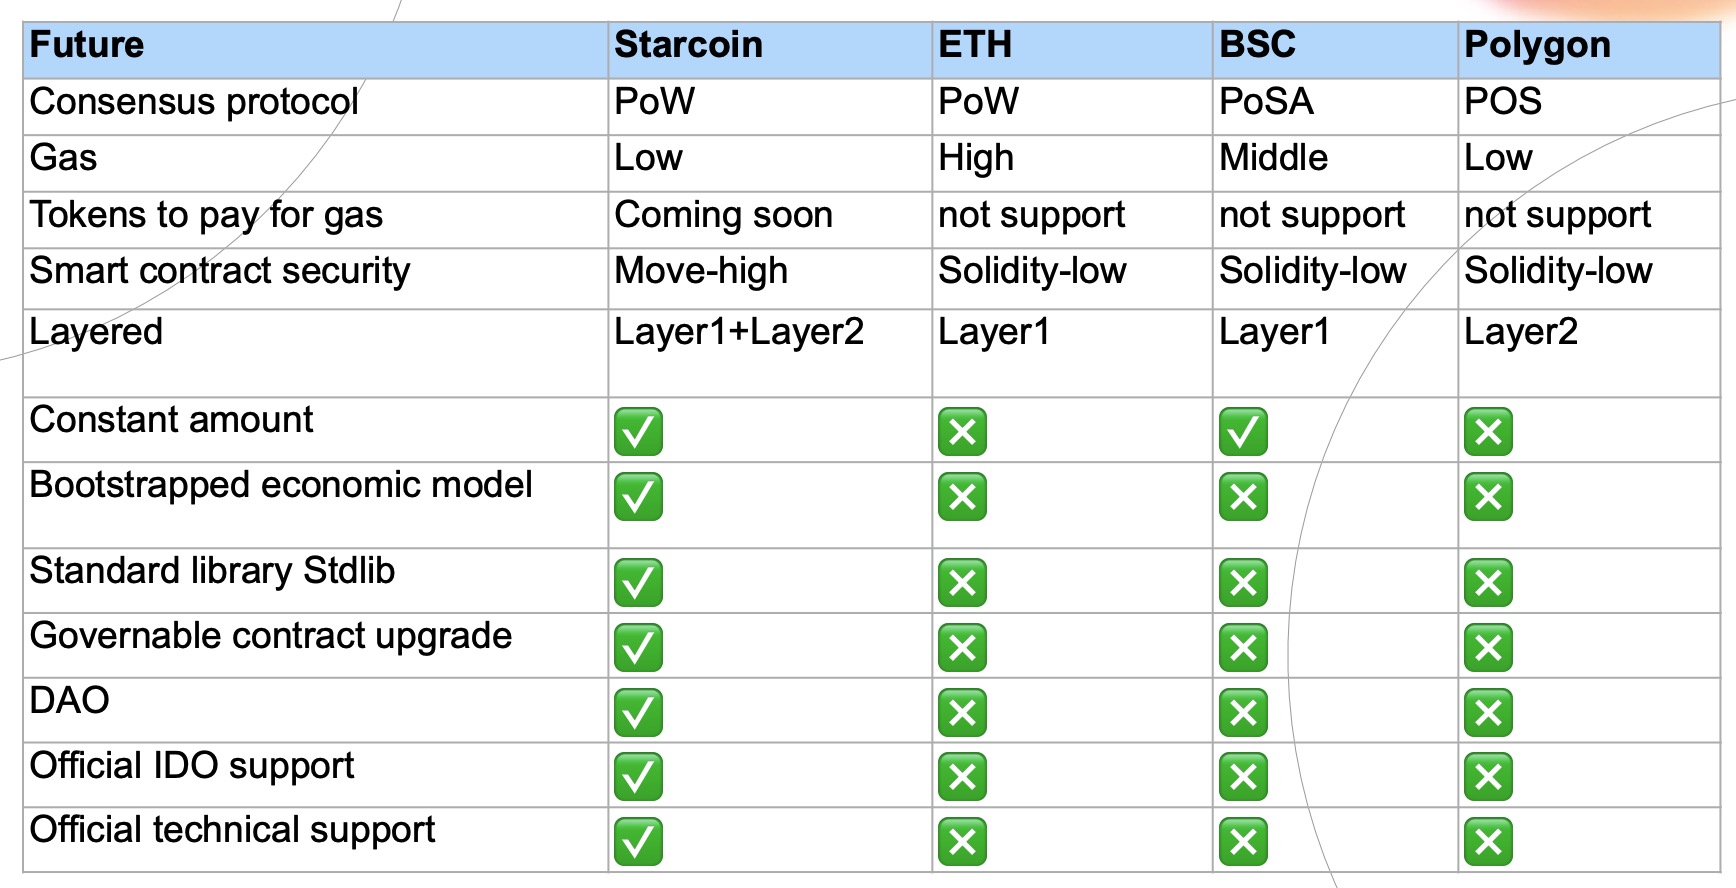 Future Starcoin ETH BSC Polygon
Consensus protocol PoW PoW PoSA POS
Gas Low High Middle Low
Tokens to pay for gas Coming soon not support not support not support
Smart contract security Move-high Solidity-low Solidity-low Solidity-low
Layered Layer1+Layer2 Layer1 Layer1 Layer2
Constant amount ✅ ❎ ✅ ❎
Bootstrapped economic model ✅ ❎ ❎ ❎
Standard library Stdlib ✅ ❎ ❎ ❎
Governable contract upgrade ✅ ❎ ❎ ❎
DAO ✅ ❎ ❎ ❎
Official IDO support ✅ ❎ ❎ ❎
Official technical support ✅ ❎ ❎ ❎